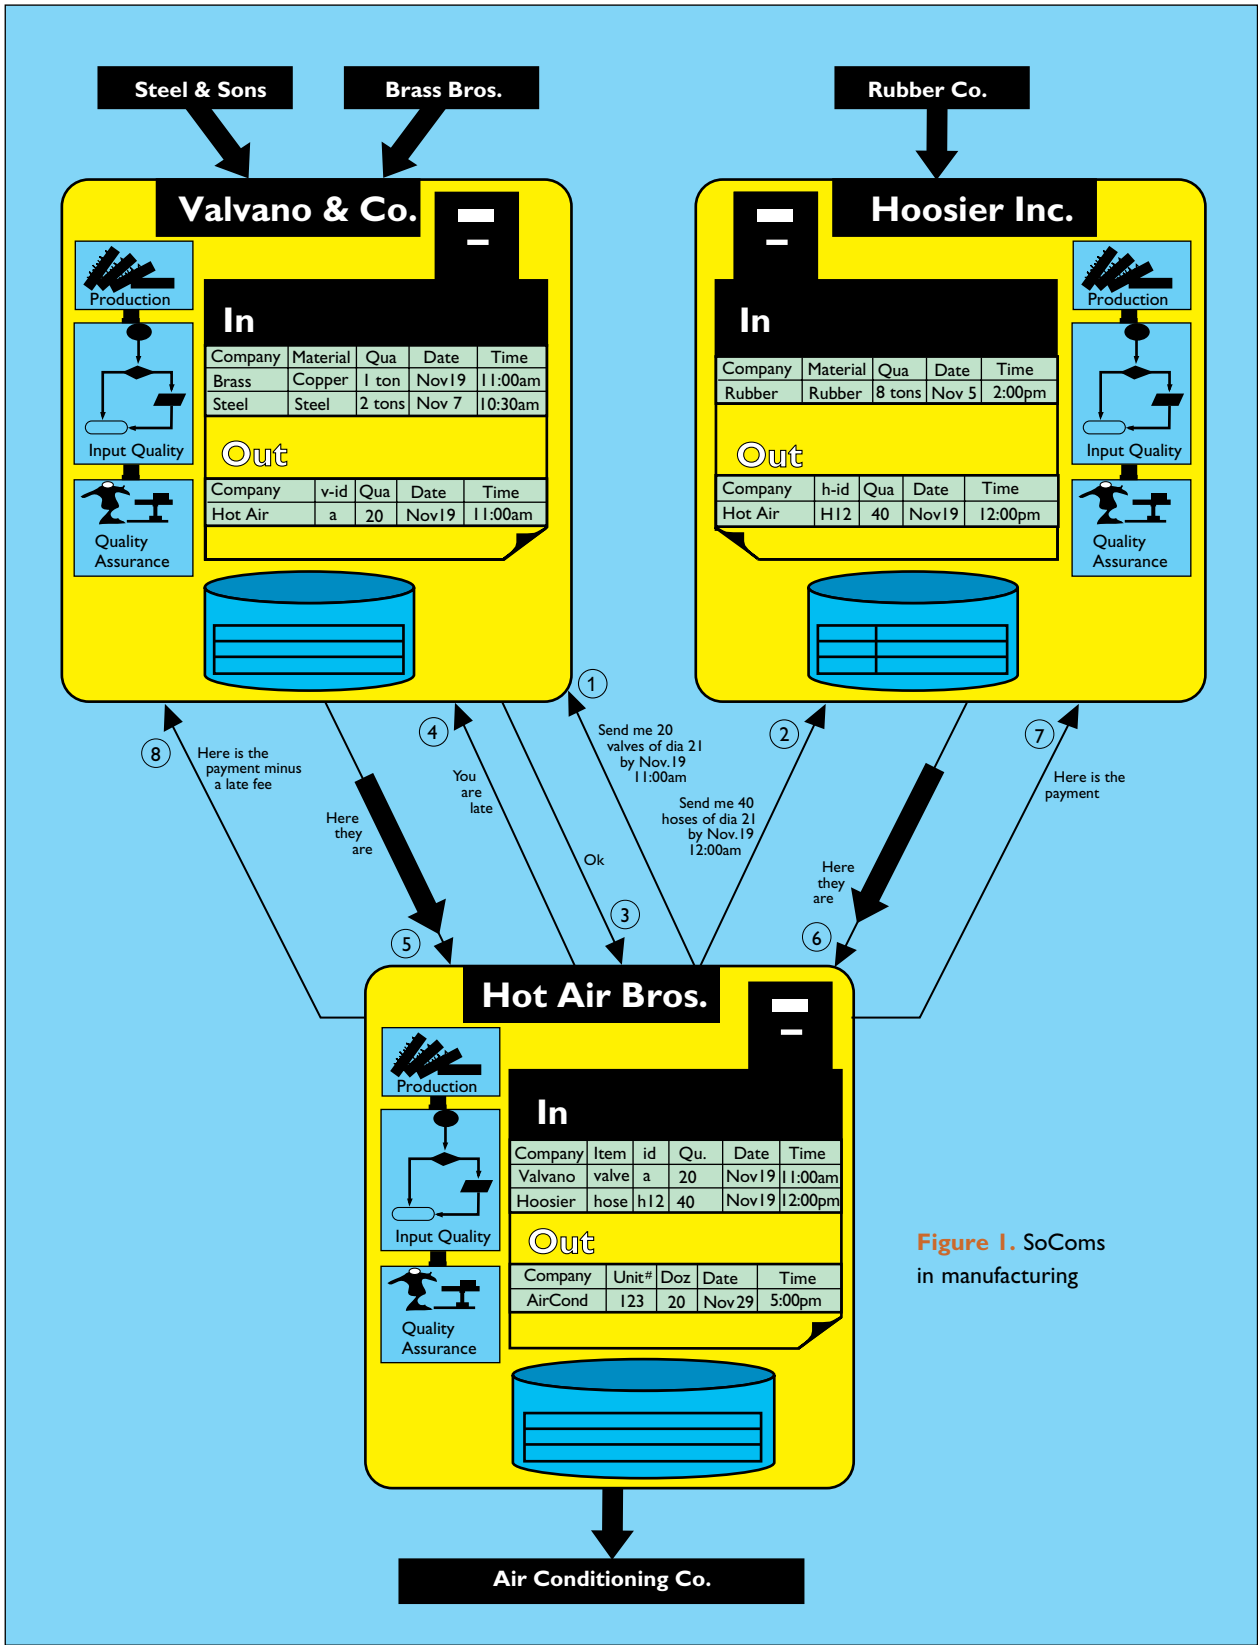 Steel & Sons
Brass Bros.
Rubber Co.
Valvano & Co.
Production
Input Quality
Quality
Assurance
In
Company Material Qua Date Time
Brass Copper 1 ton Nov19 11:00am
Steel Steel 2 tons Nov 7 10:30am
Out
Company v-id Qua Date Time
Hot Air a 20 Nov19 11:00am
Hoosier Inc.
In
Company Material Qua Date Time
Rubber Rubber 8 tons Nov 5 2:00pm
Out
Company h-id Qua Date Time
Hot Air H12 40 Nov19 12:00pm
Production
Input Quality
Quality
Assurance
8
Here is the
payment minus
a late fee
Here
they
are
5
4
You
are
late
Ok
3
1
Send me 20
valves of dia 21
by Nov.19
11:00am
2
Send me 40
hoses of dia 21
by Nov.19
12:00am
Here
they
are
6
7
Here is the
payment
Hot Air Bros.
Production
Input Quality
Quality
Assurance
In
Company Item id Qu. Date Time
Valvano valve a 20 Nov19 11:00am
Hoosier hose h12 40 Nov19 12:00pm
Out
Company Unit# Doz Date Time
AirCond 123 20 Nov29 5:00pm
Figure 1. SoComs
in manufacturing
Air Conditioning Co.